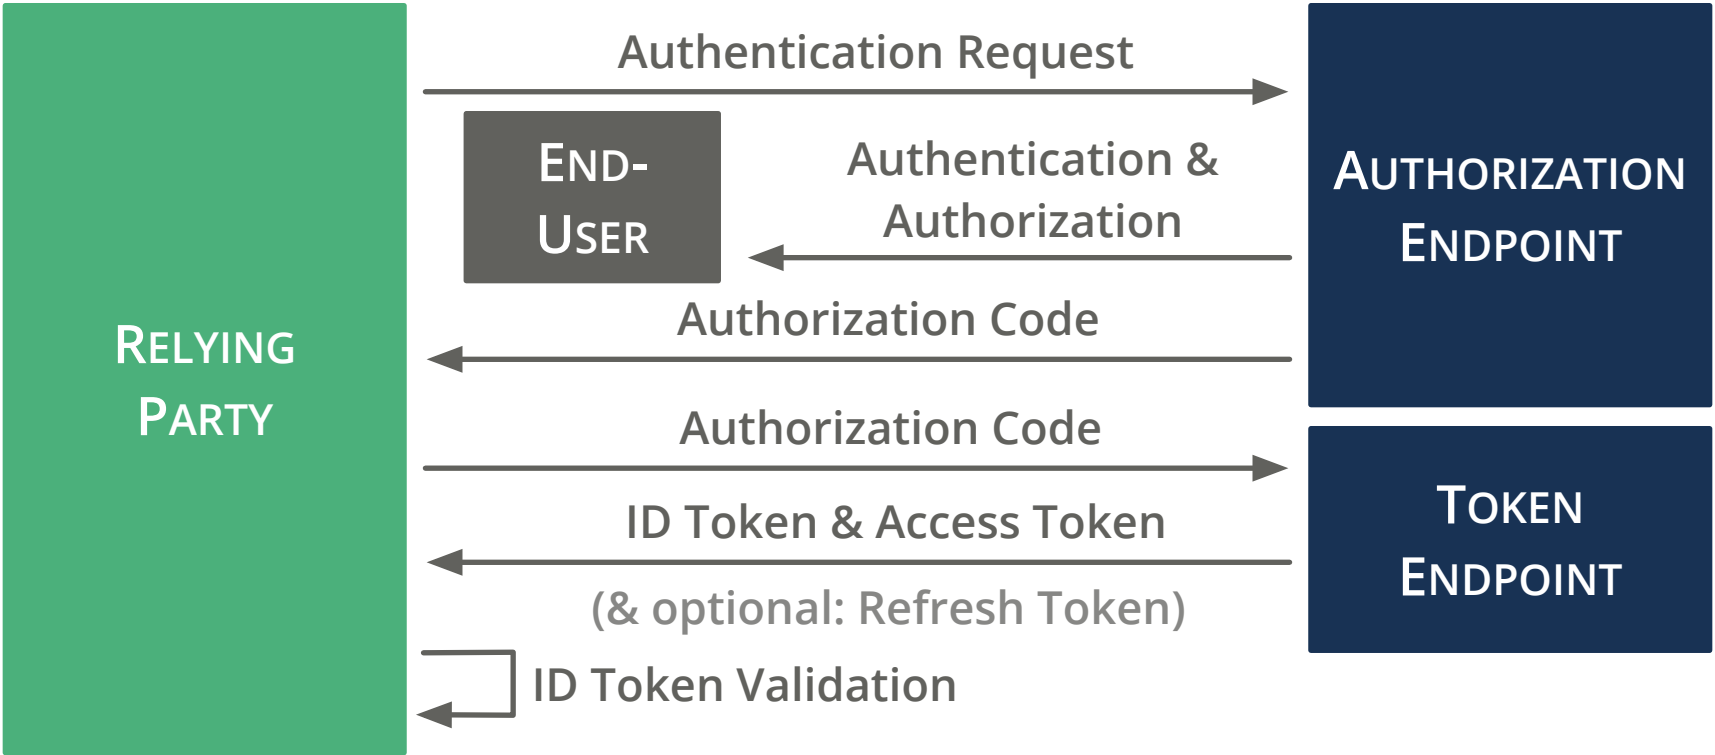 Authentication Request
END-
USER
Authentication &
Authorization
AUTHORIZATION
ENDPOINT
Authorization Code
RELYING
PARTY
Authorization Code
ID Token & Access Token
(& optional: Refresh Token)
TOKEN
ENDPOINT
ID Token Validation